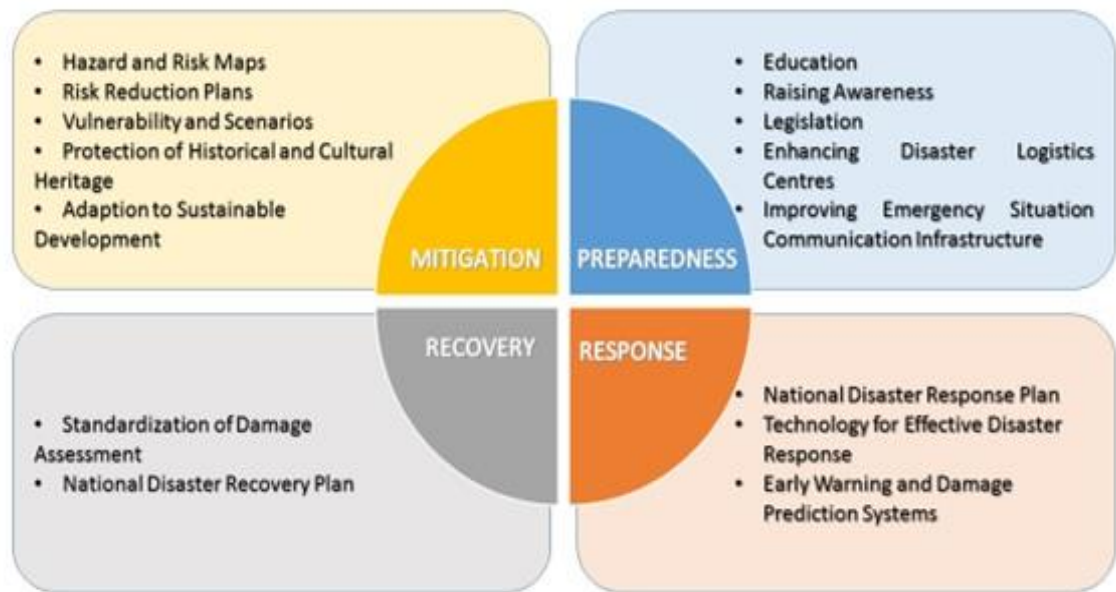 • Hazard and Risk Maps
• Risk Reduction Plans
• Vulnerability and Scenarios
• Protection of Historical and Cultural
Heritage
• Adaption to Sustainable
Development
MITIGATION
• Education
• Raising Awareness
• Legislation
• Enhancing Disaster Logistics
Centres
• Improving Emergency Situation
Communication Infrastructure
PREPAREDNESS
RECOVERY
• Standardization of Damage
Assessment
• National Disaster Recovery Plan
RESPONSE
• National Disaster Response Plan
• Technology for Effective Disaster
Response
• Early Warning and Damage
Prediction Systems